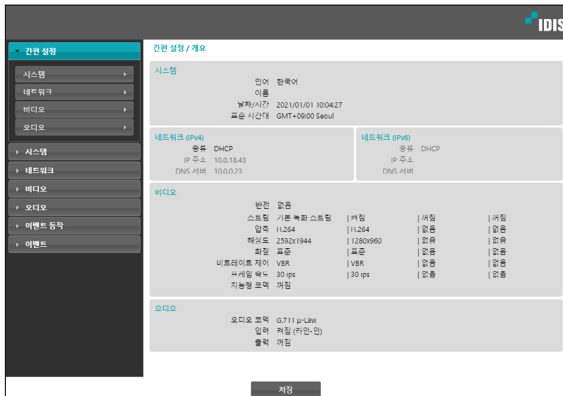 IDIS
간편 설정
시스템
네트워크
비디오
오디오
시스템
네트워크
비디오
오디오
이벤트 동작
이벤트
간편 설정 / 개요
시스템
언어 한국어
이름
날짜/시간 2021/01/01 10:04:27
표준 시간대 GMT+09:00 Seoul
네트워크 (IPv4)
종류 DHCP
IP 주소 10.0.18.43
DNS 서버 10.0.0.23
네트워크 (IPv6)
종류 DHCP
IP 주소
DNS 서버
비디오
반전 없음
스트림 기본 녹화 스트림 | 켜짐 | 꺼짐 | 꺼짐
압축 H.264 | H.264 | 없음 | 없음
해상도 2592x1944 | 1280x960 | 없음 | 없음
화질 표준 | 표준 | 없음 | 없음
비트레이트 제어 VBR | VBR | 없음 | 없음
프레임 속도 30 ips | 30 ips | 없음 | 없음
지능형 코덱 꺼짐
오디오
오디오 코덱 G.711 μ-Law
입력 켜짐 (라인-인)
출력 꺼짐
저장